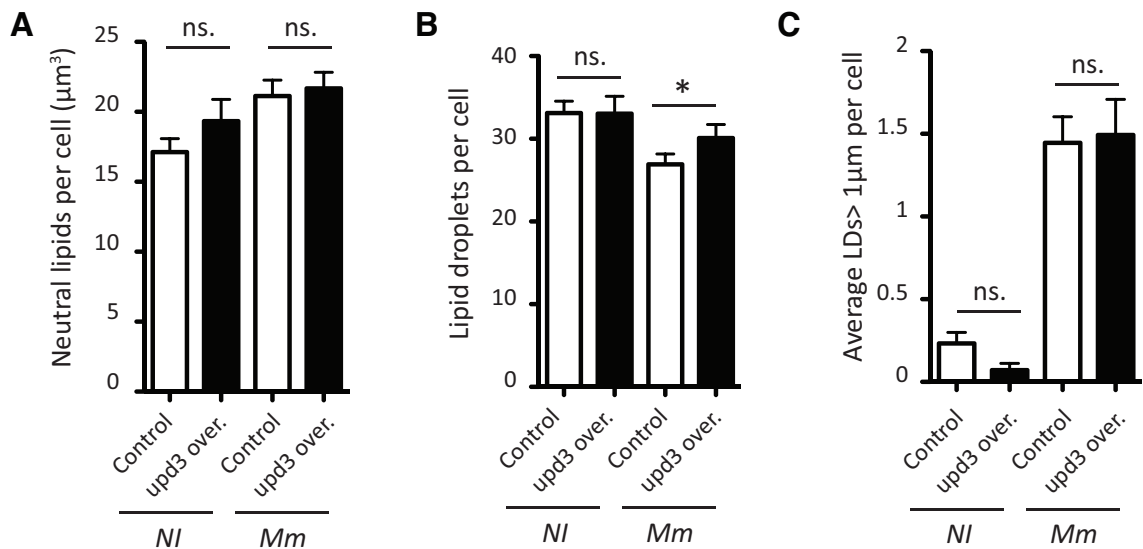 A
Neutral lipids per cell (µm³)
25
20
15
10
5
0
ns.
ns.
Control
upd3 over.
Control
upd3 over.
NI
Mm
B
Lipid droplets per cell
40
30
20
30
0
ns.
*
Control
upd3 over.
Control
upd3 over.
NI
Mm
C
Average LDs> 1µm per cell
2
1.5
1
0.5
0
ns.
ns.
Control
upd3 over.
Control
upd3 over.
NI
Mm